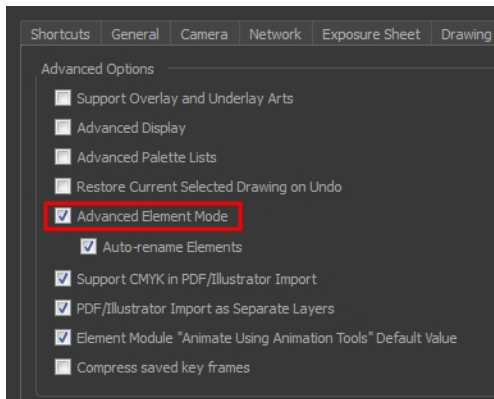 Shortcuts General Camera Network Exposure Sheet Drawing
Advanced Options
Support Overlay and Underlay Arts
Advanced Display
Advanced Palette Lists
Restore Current Selected Drawing on Undo
Advanced Element Mode
Auto-rename Elements
Support CMYK in PDF/Illustrator Import
PDF/Illustrator Import as Separate Layers
Element Module "Animate Using Animation Tools" Default Value
Compress saved key frames